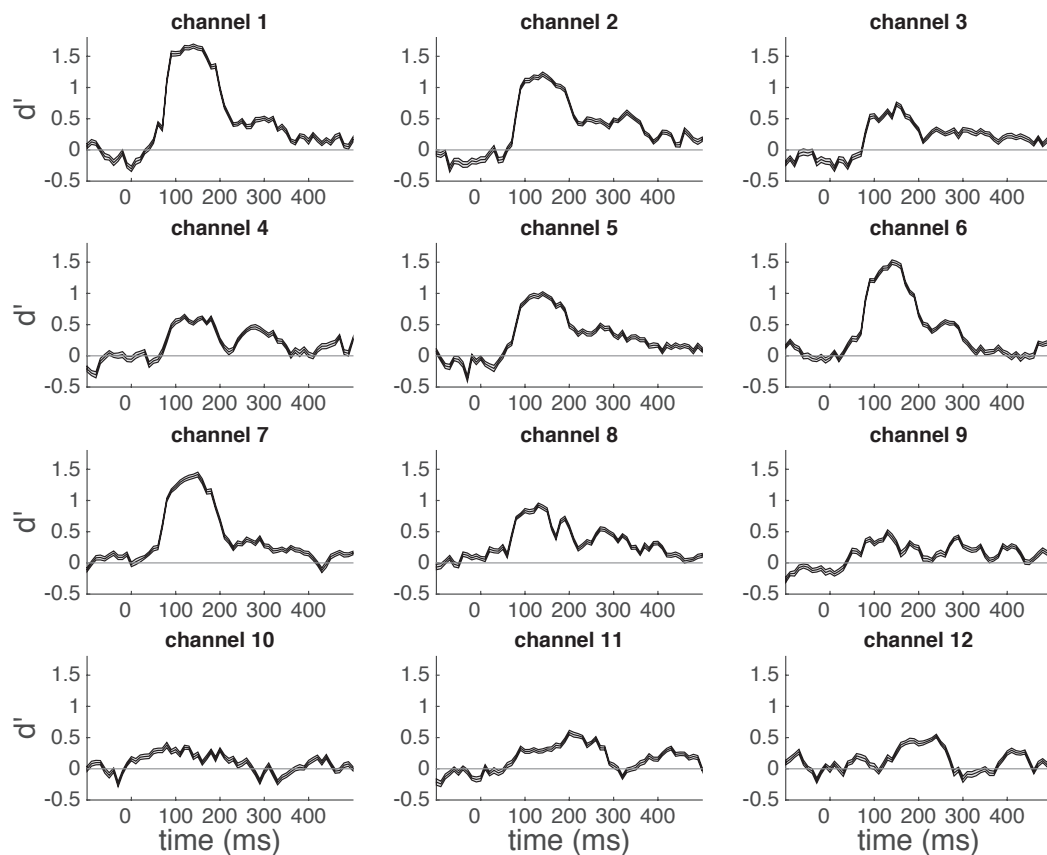 channel 1 channel 2 channel 3
1.5 1.5 1.5
1 1 1
d' 0.5 0.5 0.5
0 0 0
-0.5 -0.5 -0.5
0 100 200 300 400 0 100 200 300 400 0 100 200 300 400
channel 4 channel 5 channel 6
1.5 1.5 1.5
1 1 1
d' 0.5 0.5 0.5
0 0 0
-0.5 -0.5 -0.5
0 100 200 300 400 0 100 200 300 400 0 100 200 300 400
channel 7 channel 8 channel 9
1.5 1.5 1.5
1 1 1
d' 0.5 0.5 0.5
0 0 0
-0.5 -0.5 -0.5
0 100 200 300 400 0 100 200 300 400 0 100 200 300 400
channel 10 channel 11 channel 12
1.5 1.5 1.5
1 1 1
d' 0.5 0.5 0.5
0 0 0
-0.5 -0.5 -0.5
0 100 200 300 400 0 100 200 300 400 0 100 200 300 400
time (ms) time (ms) time (ms)